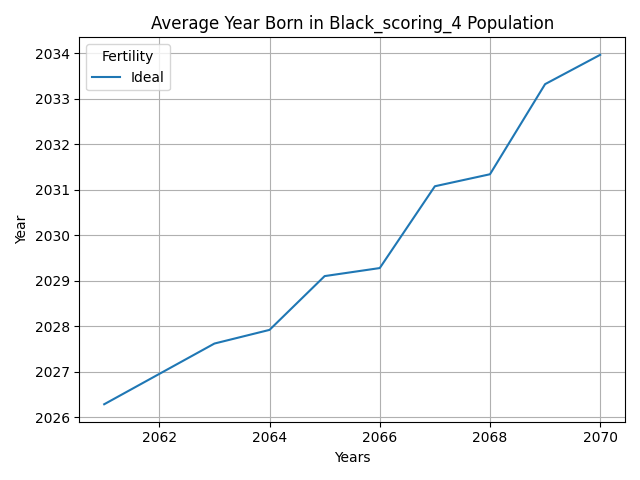 Average Year Born in Black_scoring_4 Population
Fertility
Ideal
2034
2033
2032
2031
2030
2029
2028
2027
2026
Year
2062 2064 2066 2068 2070
Years